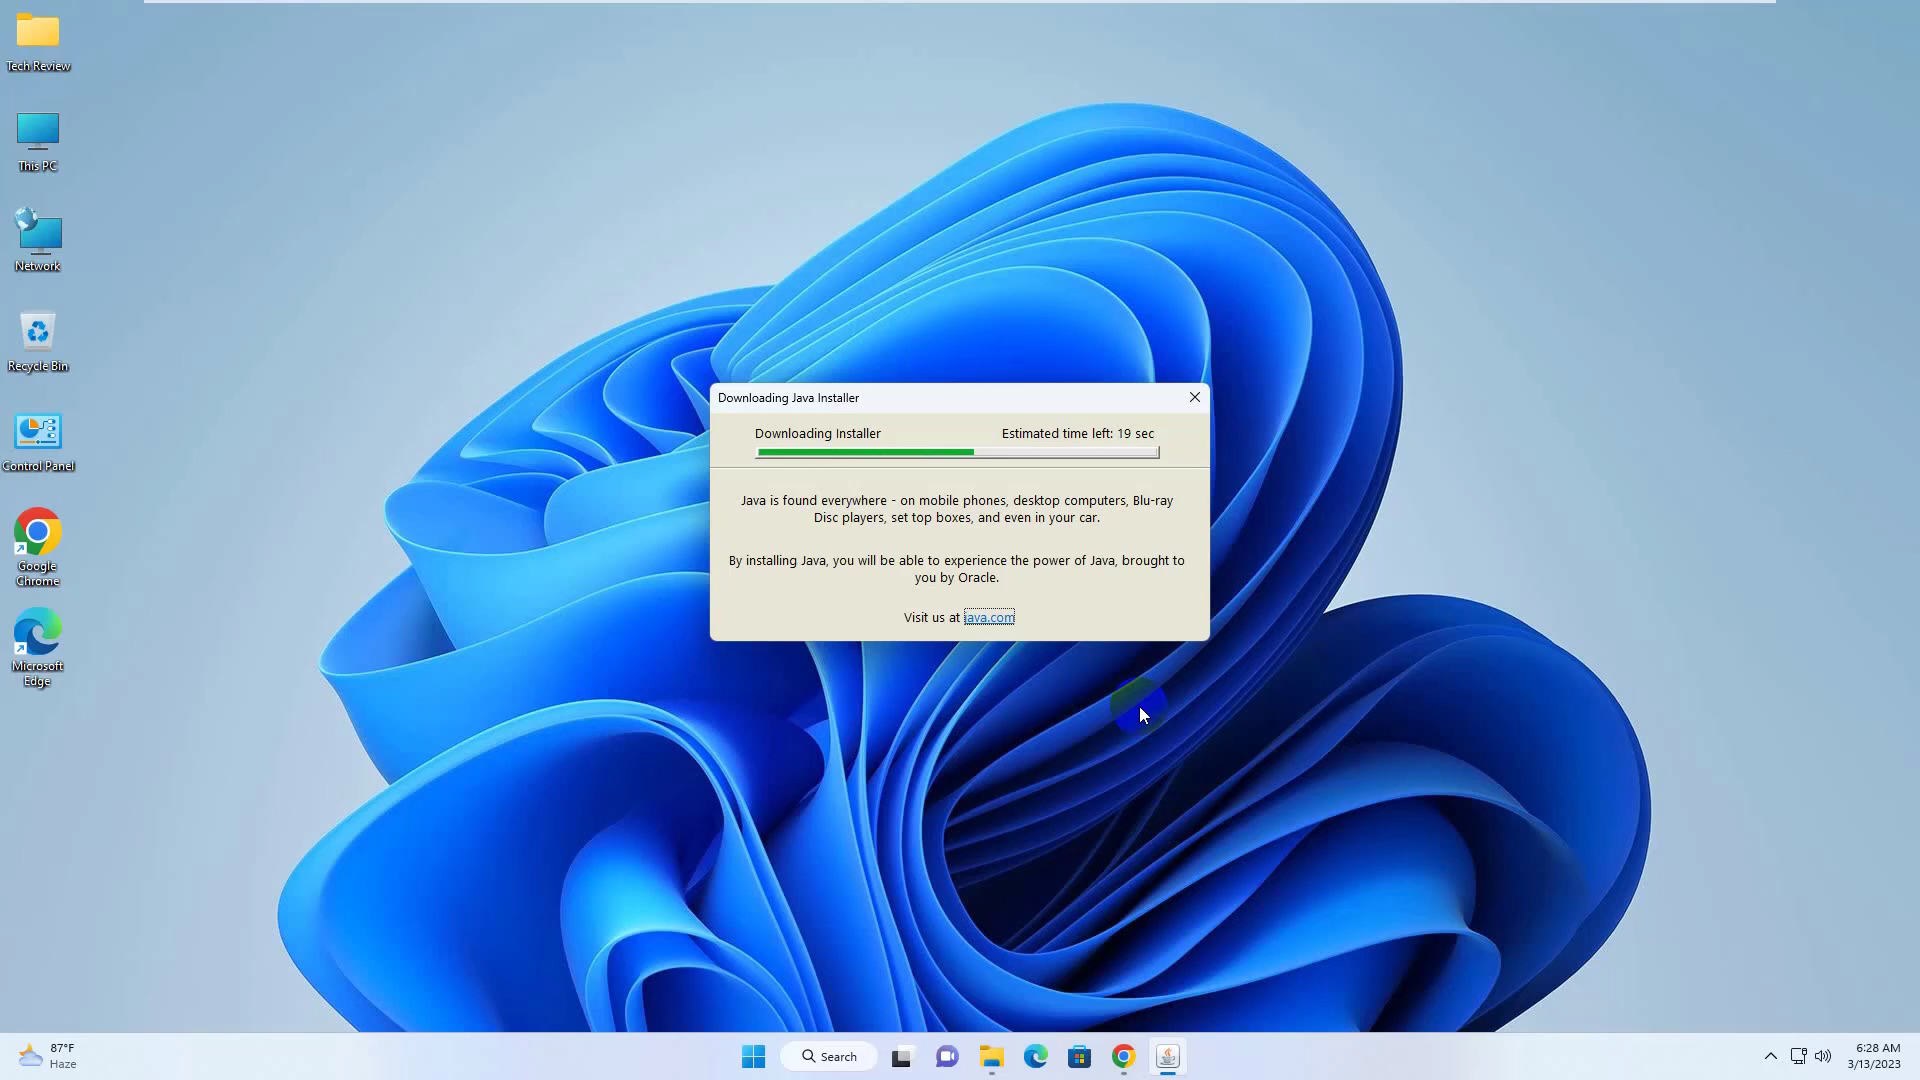 Tech Review
This PC
Network
Recycle Bin
Control Panel
Google
Chrome
Microsoft
Edge
Downloading Java Installer
Downloading Installer
Estimated time left: 19 sec
Java is found everywhere - on mobile phones, desktop computers, Blu-ray
Disc players, set top boxes, and even in your car.
By installing Java, you will be able to experience the power of Java, brought to
you by Oracle.
Visit us at java.com
87°F
Haze
Search
6:28 AM
3/13/2023